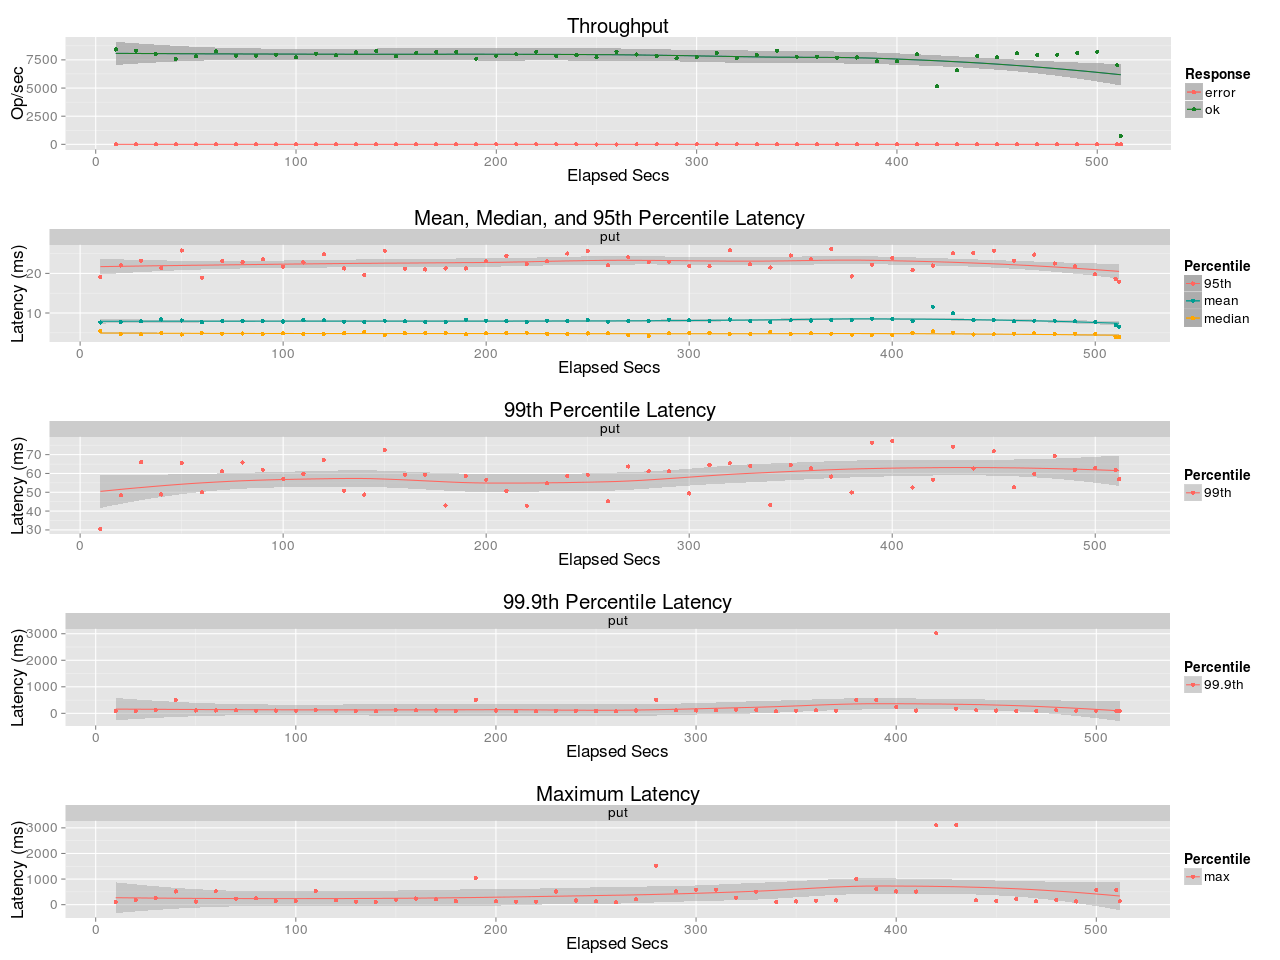 Throughput
Op/sec
7500
5000
2500
0
0 100 200 300 400 500
Elapsed Secs
Response
error
ok
Mean, Median, and 95th Percentile Latency
put
Latency (ms)
20
10
0 100 200 300 400 500
Elapsed Secs
Percentile
95th
mean
median
99th Percentile Latency
put
Latency (ms)
70
60
50
40
30
0 100 200 300 400 500
Elapsed Secs
Percentile
99th
99.9th Percentile Latency
put
Latency (ms)
3000
2000
1000
0
0 100 200 300 400 500
Elapsed Secs
Percentile
99.9th
Maximum Latency
put
Latency (ms)
3000
2000
1000
0
0 100 200 300 400 500
Elapsed Secs
Percentile
max